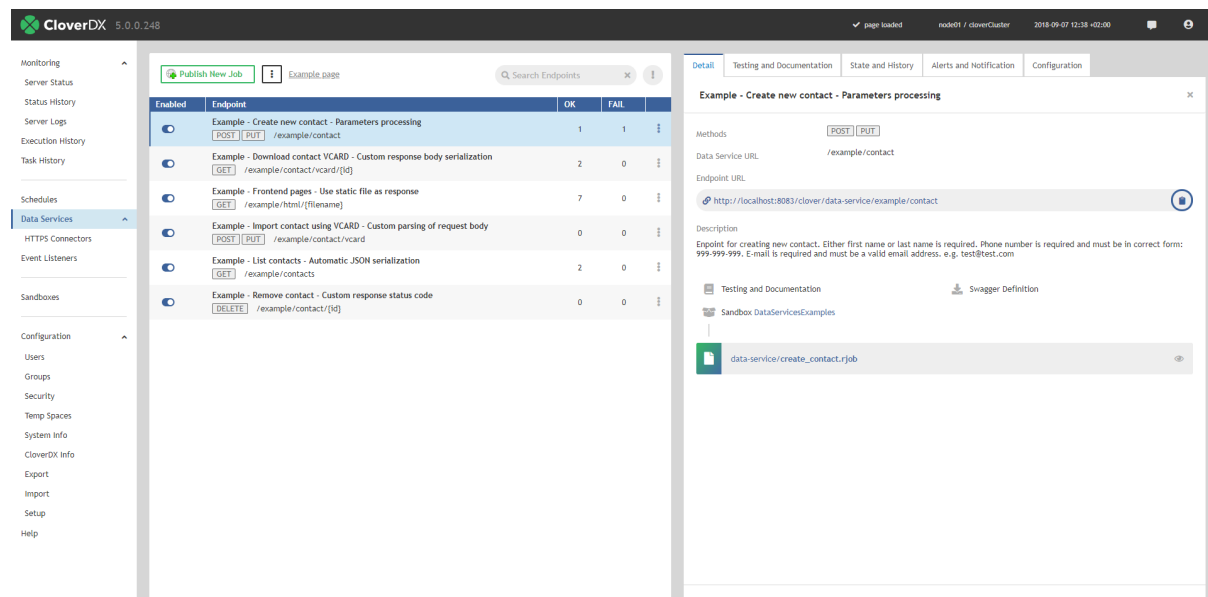 CloverDX 5.0.0.248
page loaded
node01 / cloverCluster
2018-09-07 12:38 +02:00
Monitoring
Server Status
Status History
Server Logs
Execution History
Task History
Schedules
Data Services
HTTPS Connectors
Event Listeners
Sandboxes
Configuration
Users
Groups
Security
Temp Spaces
System Info
CloverDX Info
Export
Import
Setup
Help
Publish New Job
Example page
Search Endpoints
Enabled Endpoint OK FAIL
Example - Create new contact - Parameters processing
POST PUT /example/contact 1 1
Example - Download contact VCARD - Custom response body serialization
GET /example/contact/vcard/{id} 2 0
Example - Frontend pages - Use static file as response
GET /example/html/{filename} 7 0
Example - Import contact using VCARD - Custom parsing of request body
POST PUT /example/contact/vcard 0 0
Example - List contacts - Automatic JSON serialization
GET /example/contacts 2 0
Example - Remove contact - Custom response status code
DELETE /example/contact/{id} 0 0
Detail Testing and Documentation State and History Alerts and Notification Configuration
Example - Create new contact - Parameters processing
Methods POST PUT
Data Service URL /example/contact
Endpoint URL
http://localhost:8083/clover/data-service/example/contact
Description
Enpoint for creating new contact. Either first name or last name is required. Phone number is required and must be in correct form:
999-999-999. E-mail is required and must be a valid email address. e.g. test@test.com
Testing and Documentation Swagger Definition
Sandbox DataServicesExamples
data-service/create_contact.rjob